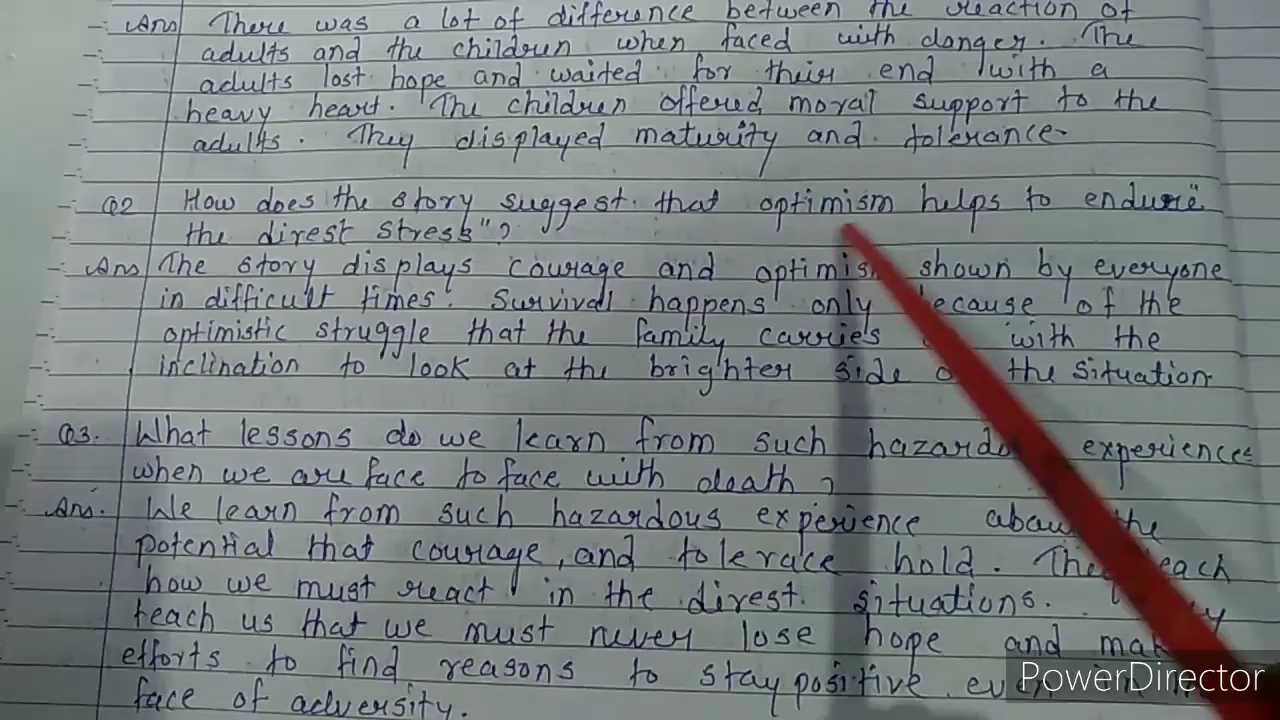 Ans There was a lot of difference between the reaction of
adults and the children when faced with danger. The
adults lost hope and waited for their end with a
heavy heart. The children offered moral support to the
adults. They displayed maturity and tolerance-
Q2 How does the story suggest that optimism helps to endure"
the direst stress"?
Ans The story displays courage and optimis shown by everyone
in difficult times. Survival happens only because of the
optimistic struggle that the family carries with the
inclination to look at the brighter side the situation
Q3. What lessons do we learn from such hazardo experiences
when we are face to face with death ?
Ans. We learn from such hazardous experience about the
potential that courage, and tolerace hold. They each
how we must react in the direst situations.
teach us that we must never lose hope and mak
efforts to find reasons to stay positive even in
face of adversity.
PowerDirector